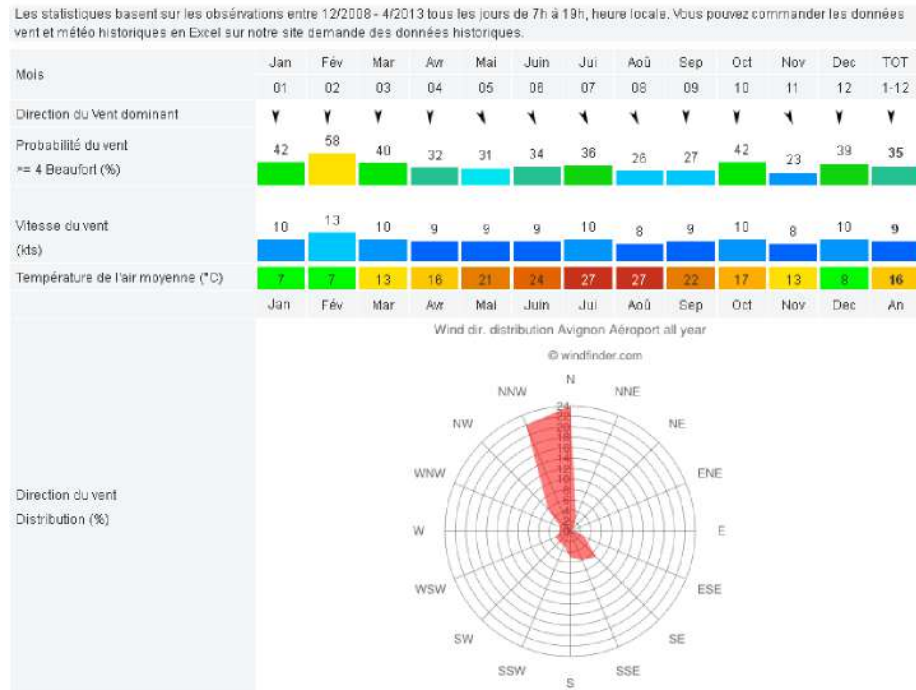 Les statistiques basent sur les obsérvations entre 12/2008 - 4/2013 tous les jours de 7h à 19h, heure locale. Vous pouvez commander les données
vent et météo historiques en Excel sur notre site demande des données historiques.
Mois Jan Fév Mar Avr Mai Juin Jui Aoû Sep Oct Nov Dec TOT
01 02 03 04 05 06 07 08 09 10 11 12 1-12
Direction du Vent dominant
Probabilité du vent
>= 4 Beaufort (%)
42 58 40 32 31 34 36 26 27 42 23 39 35
Vitesse du vent
(kts)
10 13 10 9 9 9 10 8 9 10 8 10 9
Température de l'air moyenne (°C) 7 7 13 16 21 24 27 27 22 17 13 8 16
Jan Fév Mar Avr Mai Juin Jui Aoû Sep Oct Nov Dec An
Direction du vent
Distribution (%)
Wind dir. distribution Avignon Aéroport all year
© windfinder.com
N
NNW NNE
NW NE
WNW ENE
W E
WSW ESE
SW SE
SSW SSE
S
24